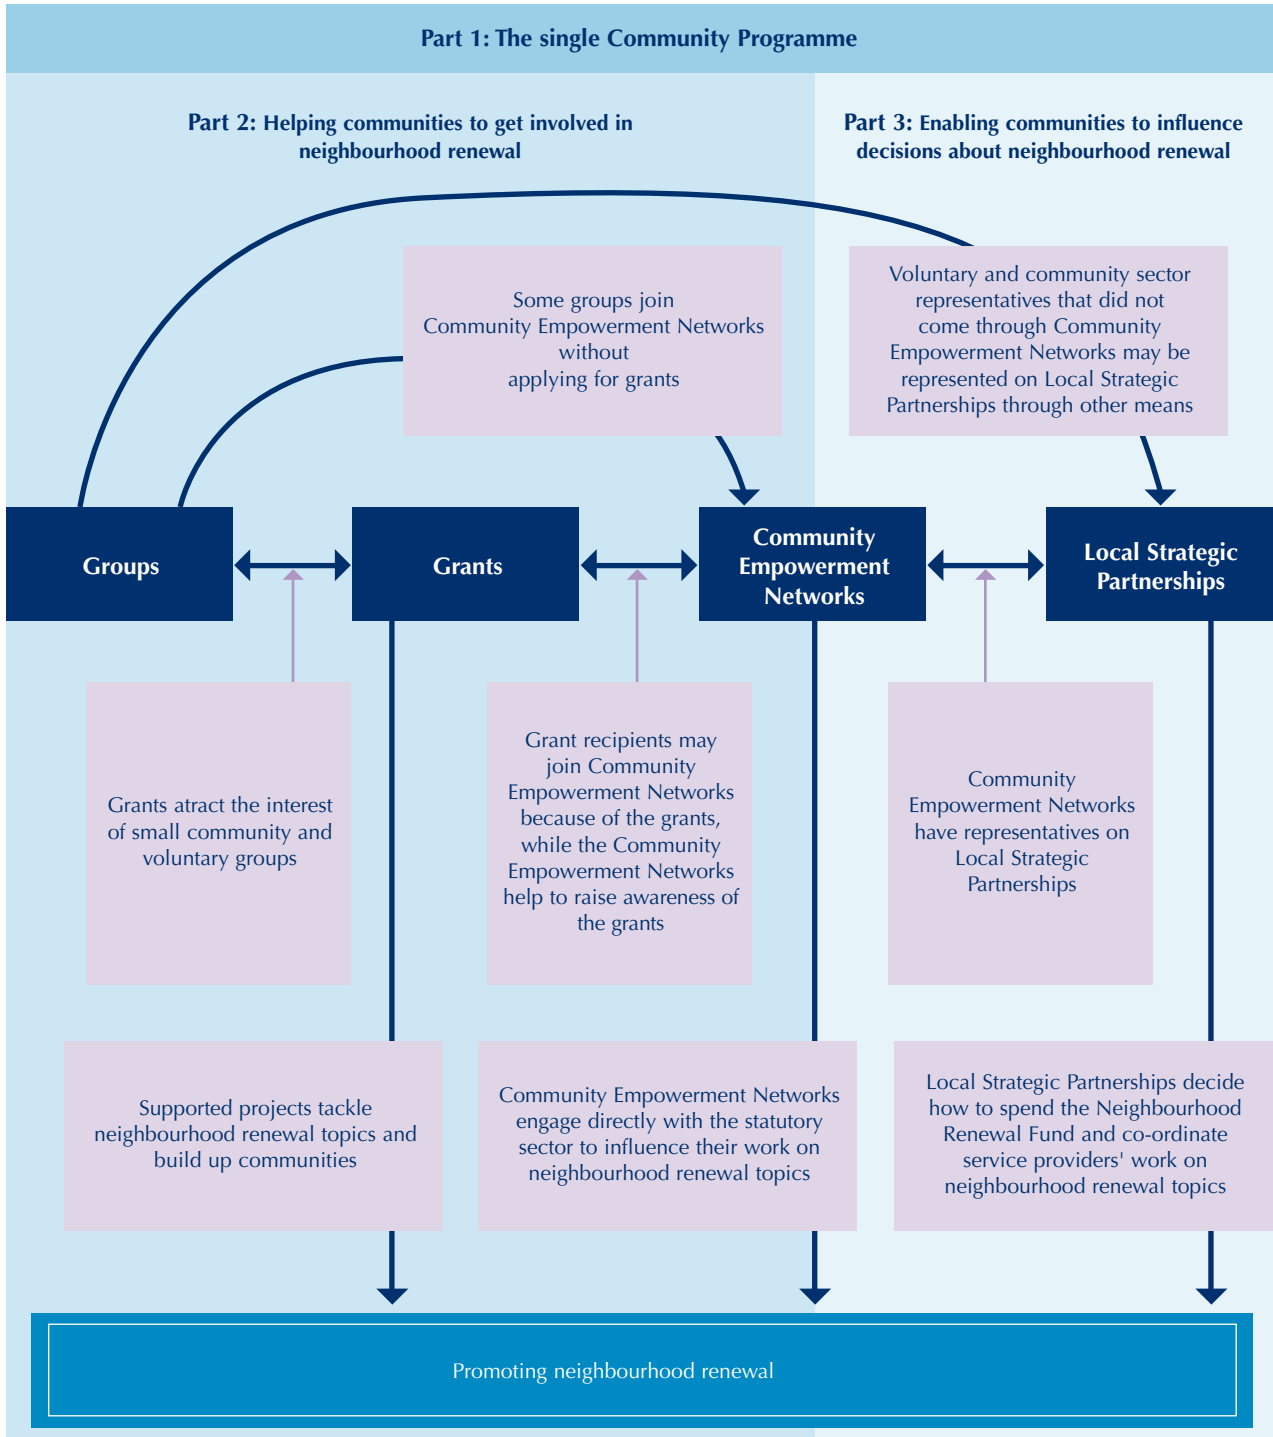 Part 1: The single Community Programme
Part 2: Helping communities to get involved in
neighbourhood renewal
Part 3: Enabling communities to influence
decisions about neighbourhood renewal
Some groups join
Community Empowerment Networks
without
applying for grants
Voluntary and community sector
representatives that did not
come through Community
Empowerment Networks may be
represented on Local Strategic
Partnerships through other means
Groups
Grants
Community
Empowerment
Networks
Local Strategic
Partnerships
Grants atract the interest
of small community and
voluntary groups
Grant recipients may
join Community
Empowerment Networks
because of the grants,
while the Community
Empowerment Networks
help to raise awareness of
the grants
Community
Empowerment Networks
have representatives on
Local Strategic
Partnerships
Supported projects tackle
neighbourhood renewal topics and
build up communities
Community Empowerment Networks
engage directly with the statutory
sector to influence their work on
neighbourhood renewal topics
Local Strategic Partnerships decide
how to spend the Neighbourhood
Renewal Fund and co-ordinate
service providers' work on
neighbourhood renewal topics
Promoting neighbourhood renewal